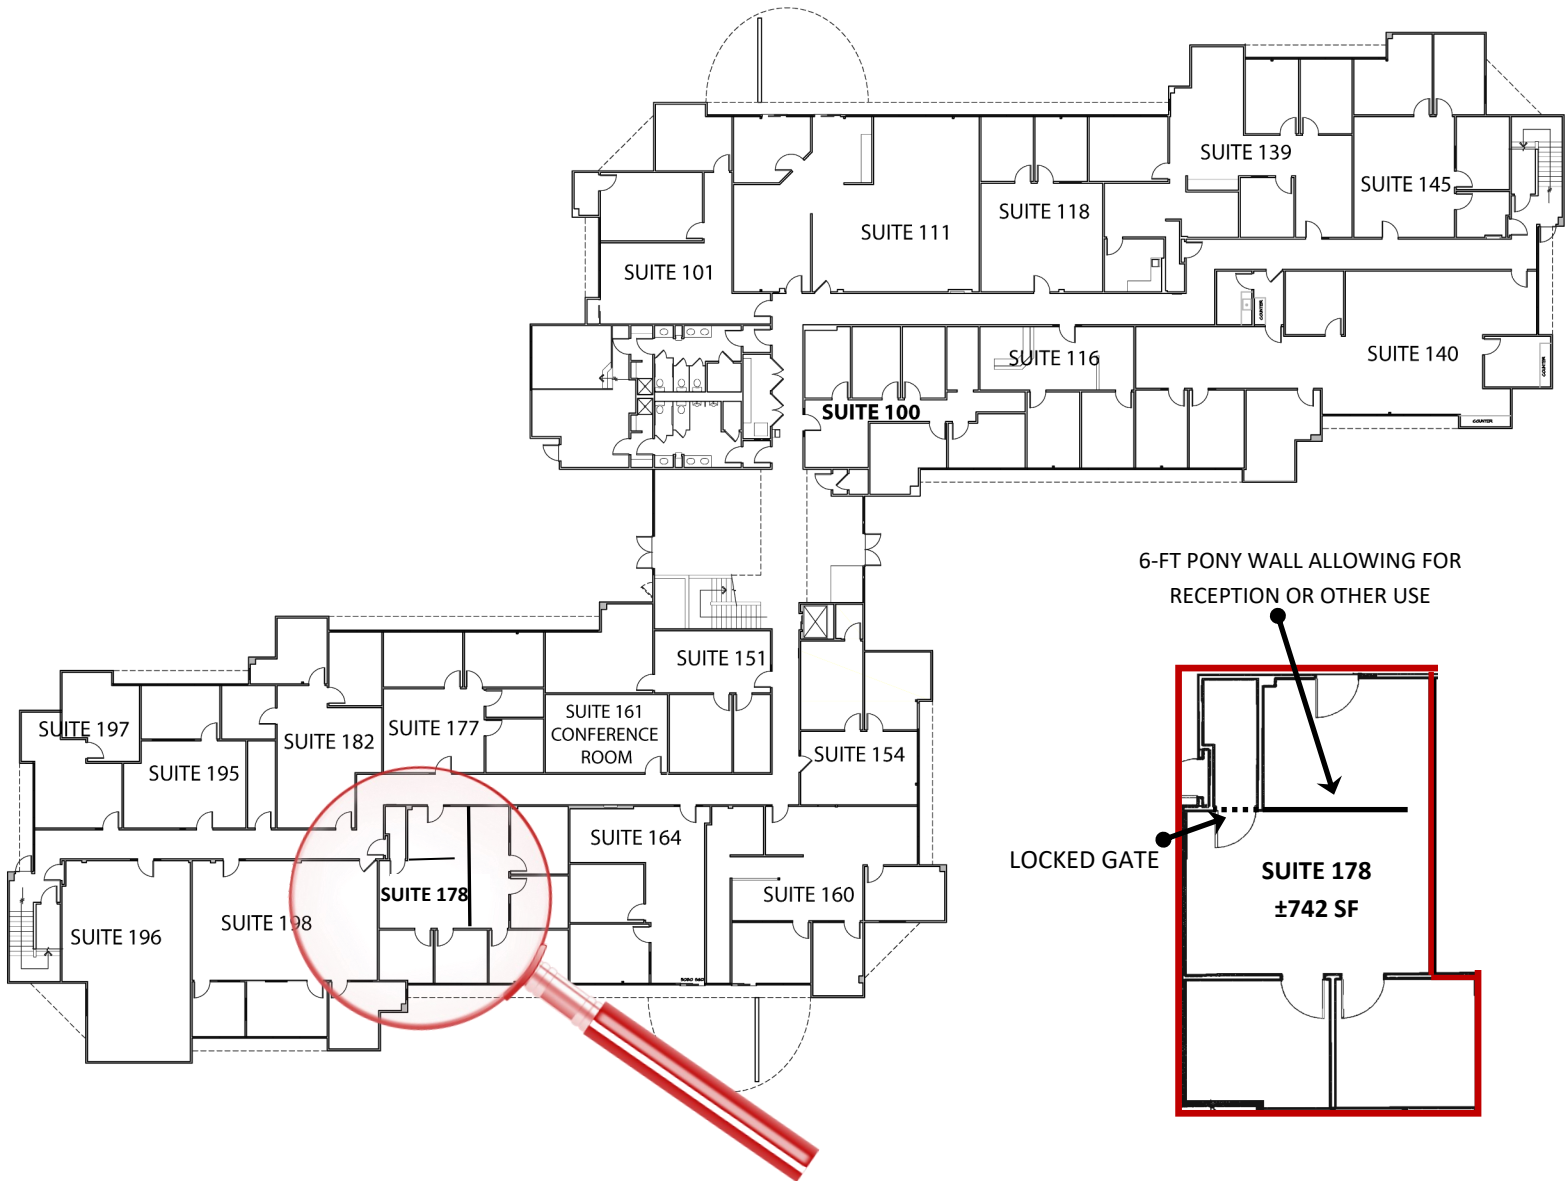 SUITE 139
SUITE 145
SUITE 118
SUITE 111
SUITE 101
COUNTER
SUITE 116
SUITE 140
COUNTER
SUITE 100
COUNTER
6-FT PONY WALL ALLOWING FOR
RECEPTION OR OTHER USE
SUITE 151
SUITE 161
CONFERENCE
ROOM
SUITE 197
SUITE 177
SUITE 182
SUITE 154
SUITE 195
SUITE 164
LOCKED GATE
SUITE 178
±742 SF
SUITE 178
SUITE 160
SUITE 198
SUITE 196